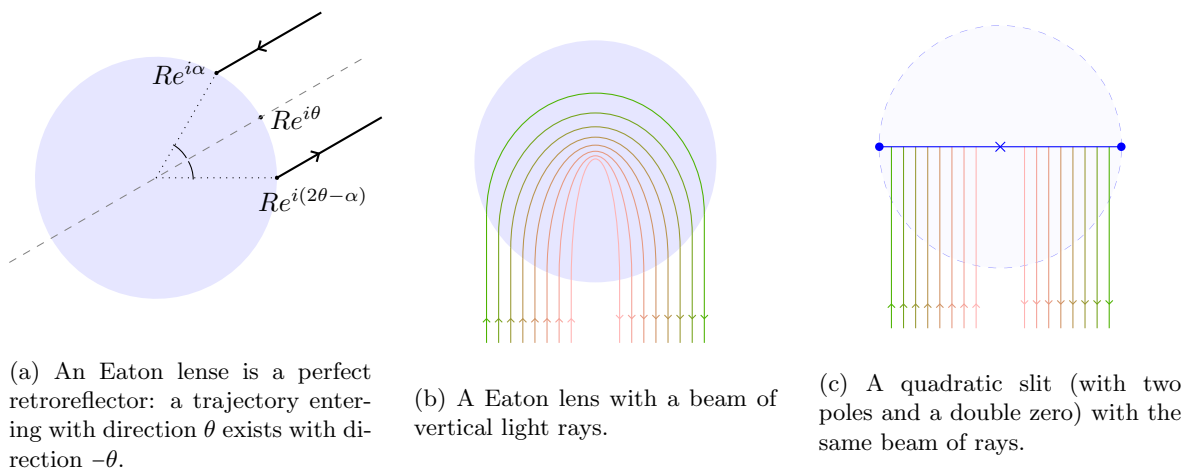 Re^{iα}
Re^{iθ}
Re^{i(2θ−α)}
(a) An Eaton lense is a perfect
retroreflector: a trajectory enter-
ing with direction θ exists with di-
rection –θ.
(b) A Eaton lens with a beam of
vertical light rays.
(c) A quadratic slit (with two
poles and a double zero) with the
same beam of rays.